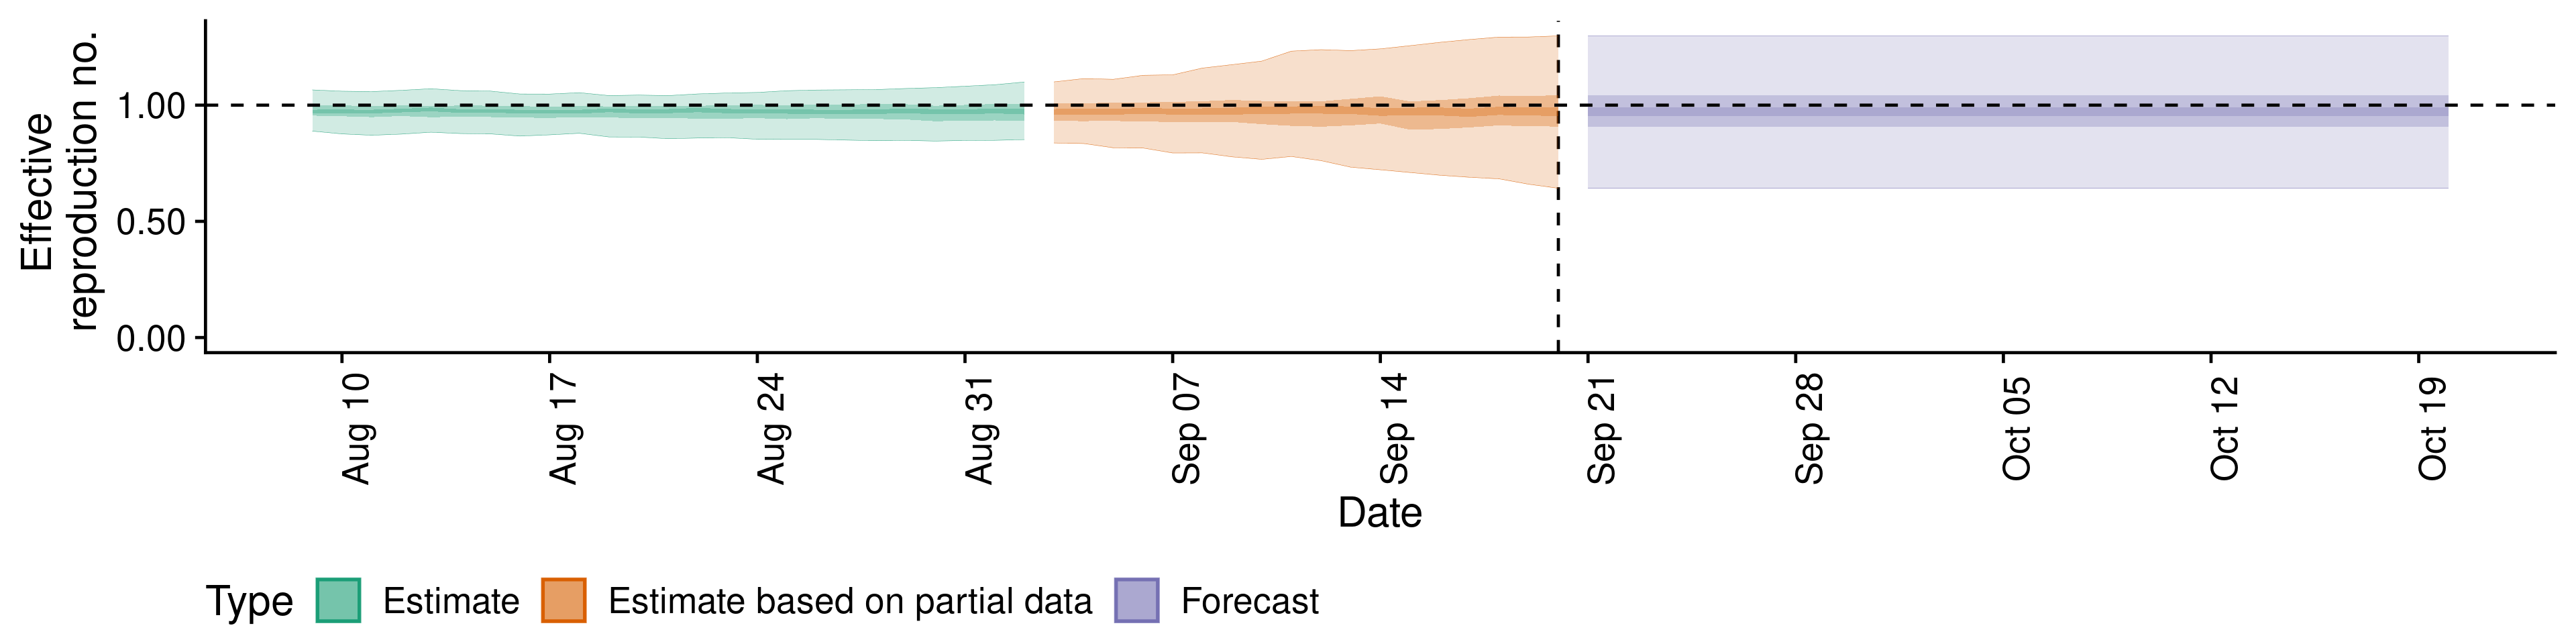 Effective
reproduction no.
1.00
0.50
0.00
Aug 10
Aug 17
Aug 24
Aug 31
Sep 07
Sep 14
Sep 21
Sep 28
Oct 05
Oct 12
Oct 19
Date
Type Estimate Estimate based on partial data Forecast